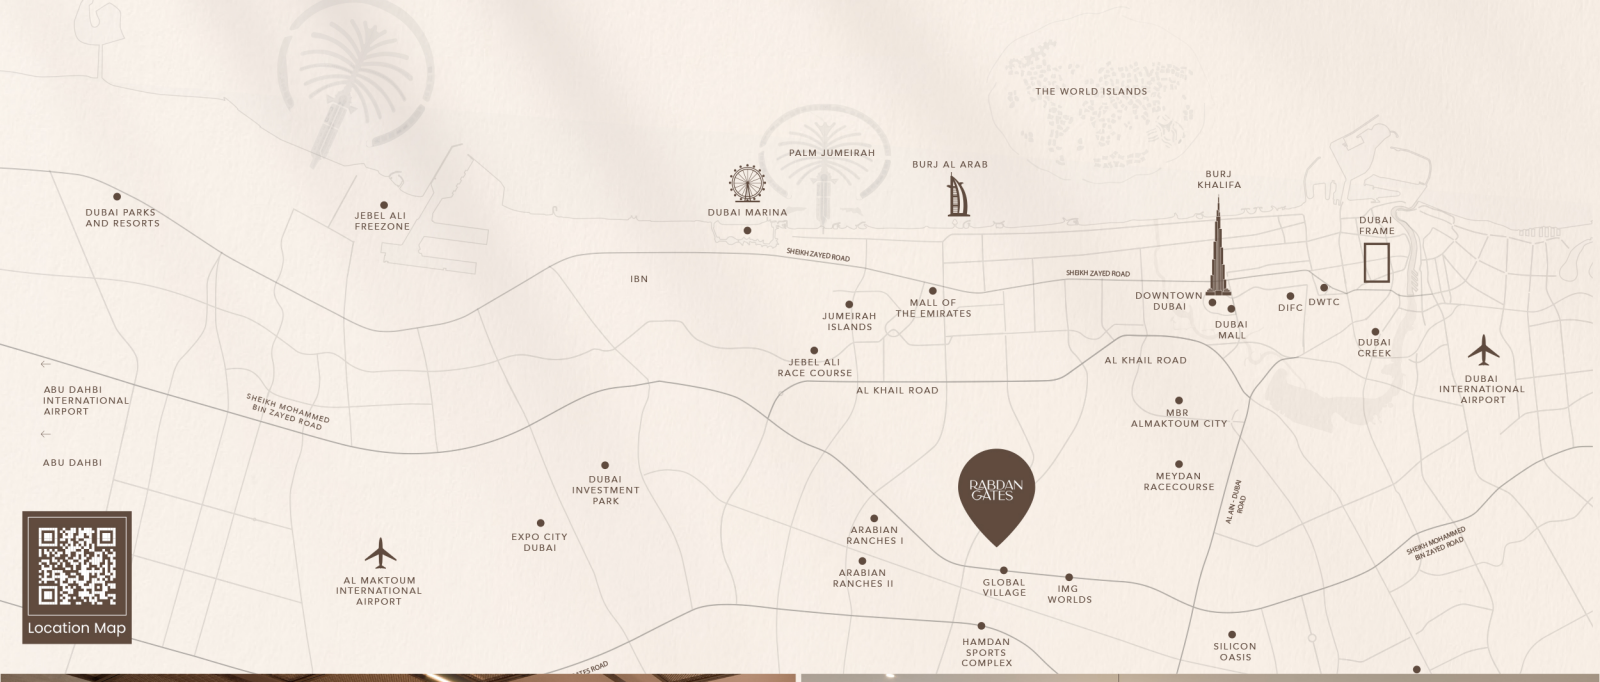 THE WORLD ISLANDS
PALM JUMEIRAH
BURJ AL ARAB
BURJ
KHALIFA
DUBAI PARKS
AND RESORTS
JEBEL ALI
FREEZONE
DUBAI MARINA
DUBAI
FRAME
SHEIKH ZAYED ROAD
SHEIKH ZAYED ROAD
IBN
MALL OF
THE EMIRATES
JUMEIRAH
ISLANDS
DOWNTOWN
DUBAI
DIFC
DWTC
DUBAI
MALL
DUBAI
CREEK
JEBEL ALI
RACE COURSE
AL KHAIL ROAD
AL KHAIL ROAD
DUBAI
INTERNATIONAL
AIRPORT
ABU DAHBI
INTERNATIONAL
AIRPORT
SHEIKH MOHAMMED
BIN ZAYED ROAD
MBR
ALMAKTOUM CITY
ABU DAHBI
DUBAI
INVESTMENT
PARK
MEYDAN
RACECOURSE
RABDAN
GATES
AL AIN - DUBAI
ROAD
EXPO CITY
DUBAI
ARABIAN
RANCHES I
SHEIKH MOHAMMED
BIN ZAYED ROAD
AL MAKTOUM
INTERNATIONAL
AIRPORT
ARABIAN
RANCHES II
GLOBAL
VILLAGE
IMG
WORLDS
Location Map
HAMDAN
SPORTS
COMPLEX
SILICON
OASIS
ROAD